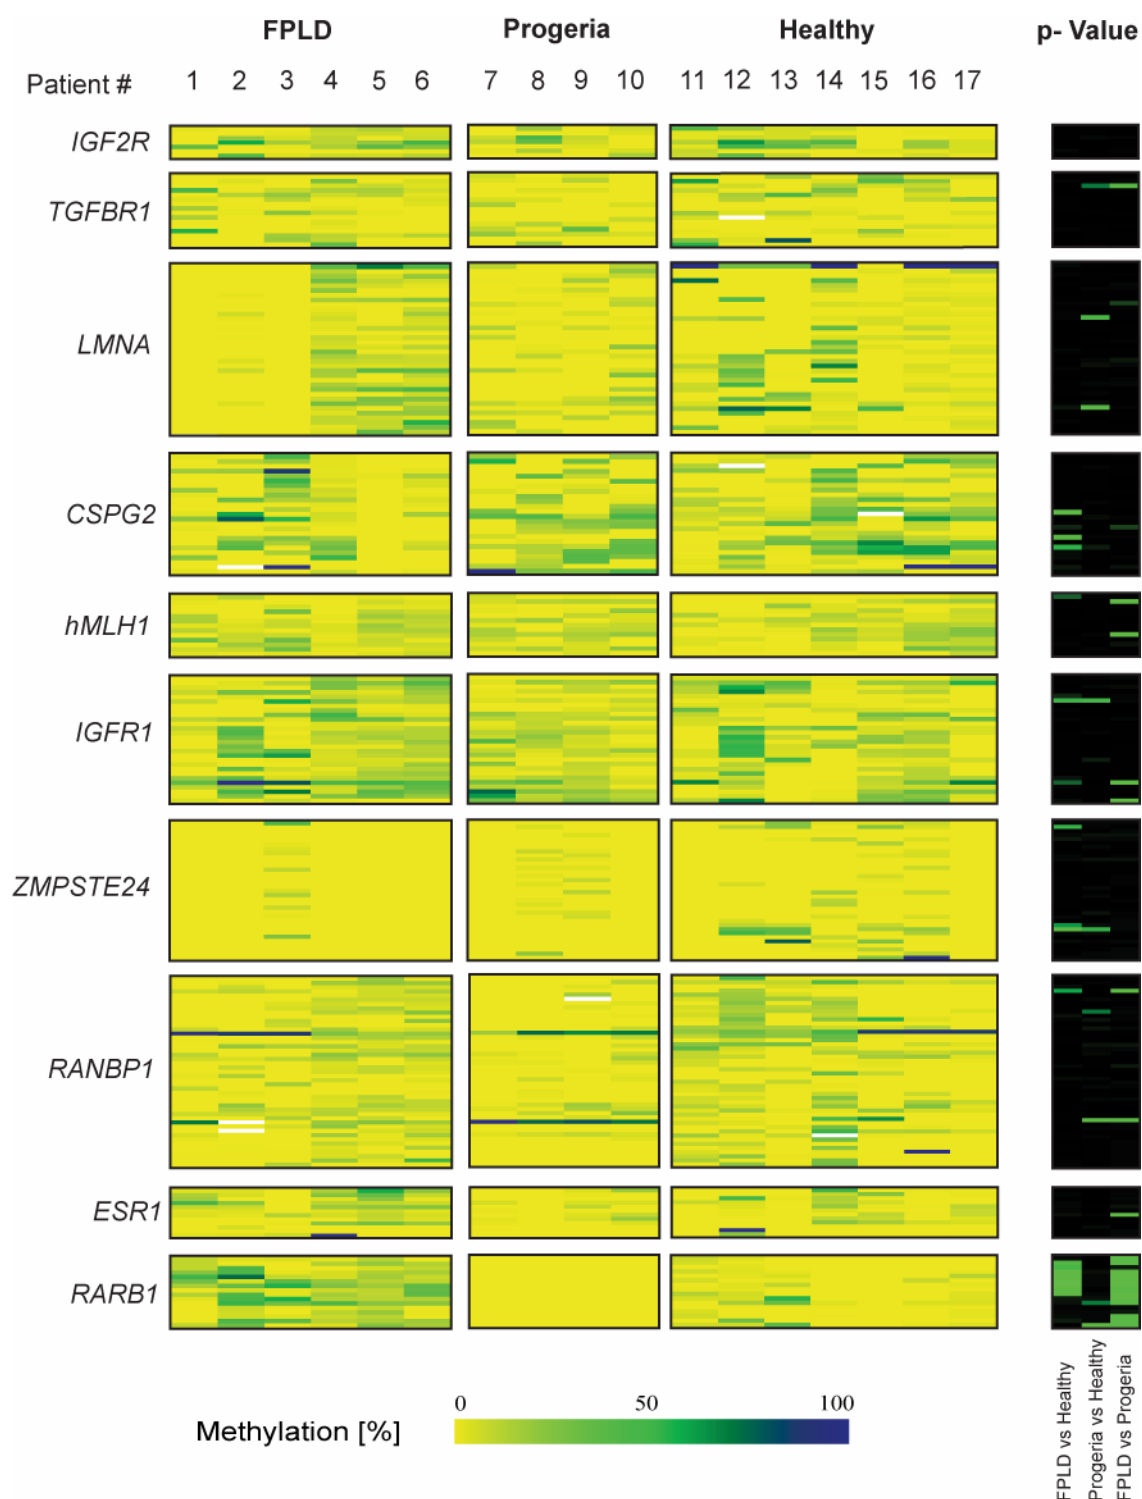 FPLD Progeria Healthy p- Value
Patient # 1 2 3 4 5 6 7 8 9 10 11 12 13 14 15 16 17
IGF2R
TGFBR1
LMNA
CSPG2
hMLH1
IGFR1
ZMPSTE24
RANBP1
ESR1
RARB1
FPLD vs Healthy
Progeria vs Healthy
FPLD vs Progeria
0 50 100
Methylation [%]